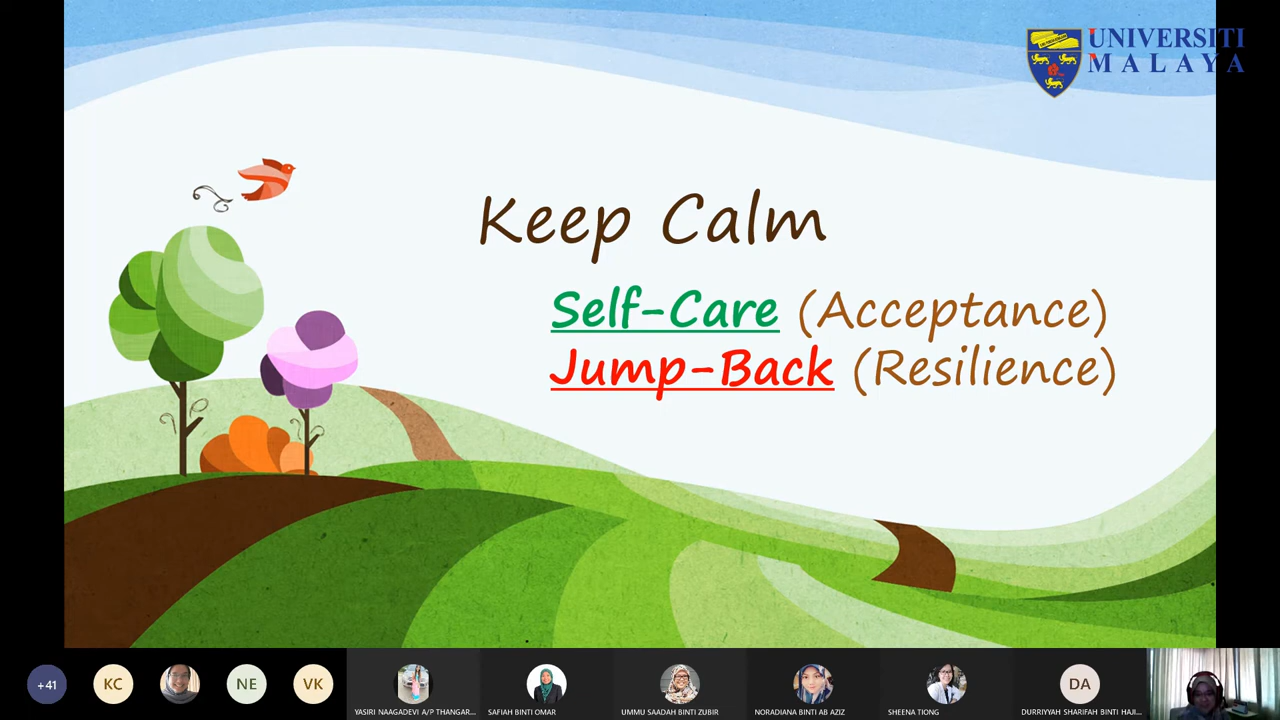 UNIVERSITI
MALAYA
Keep Calm
Self-Care (Acceptance)
Jump-Back (Resilience)
+41
KC
NE
VK
DA
YASIRI NAAGADEVI A/P THANGAR...
SAFIAH BINTI OMAR
UMMU SAADAH BINTI ZUBIR
NORADIANA BINTI AB AZIZ
SHEENA TIONG
DURRIYYAH SHARIFAH BINTI HAJI...